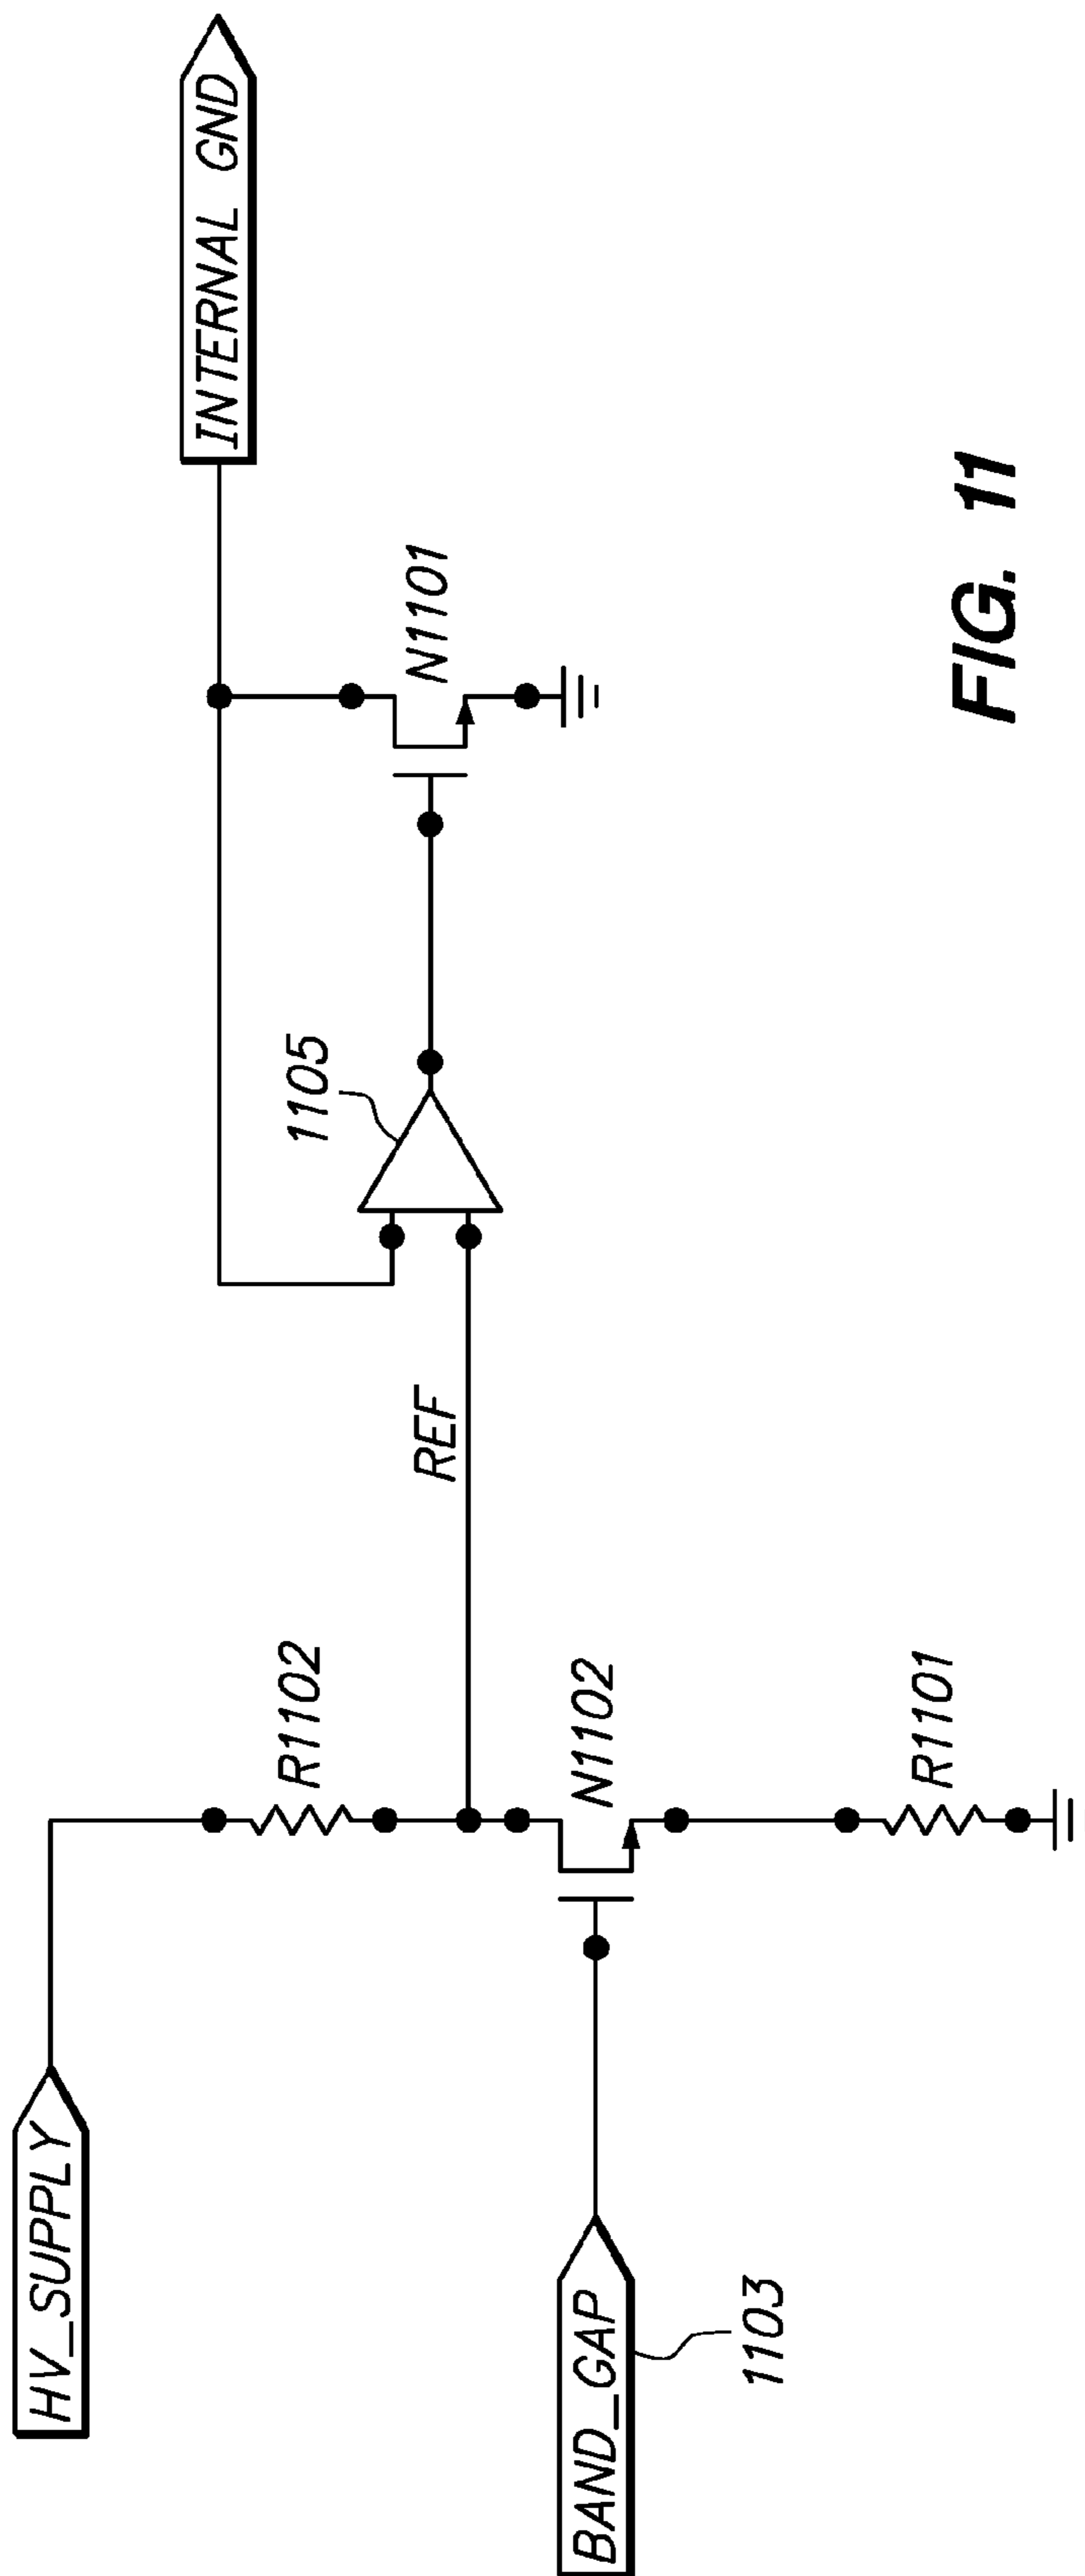 HV_SUPPLY
INTERNAL GND
R1102
1105
REF
N1101
N1102
BAND_GAP
1103
R1101
FIG. 11